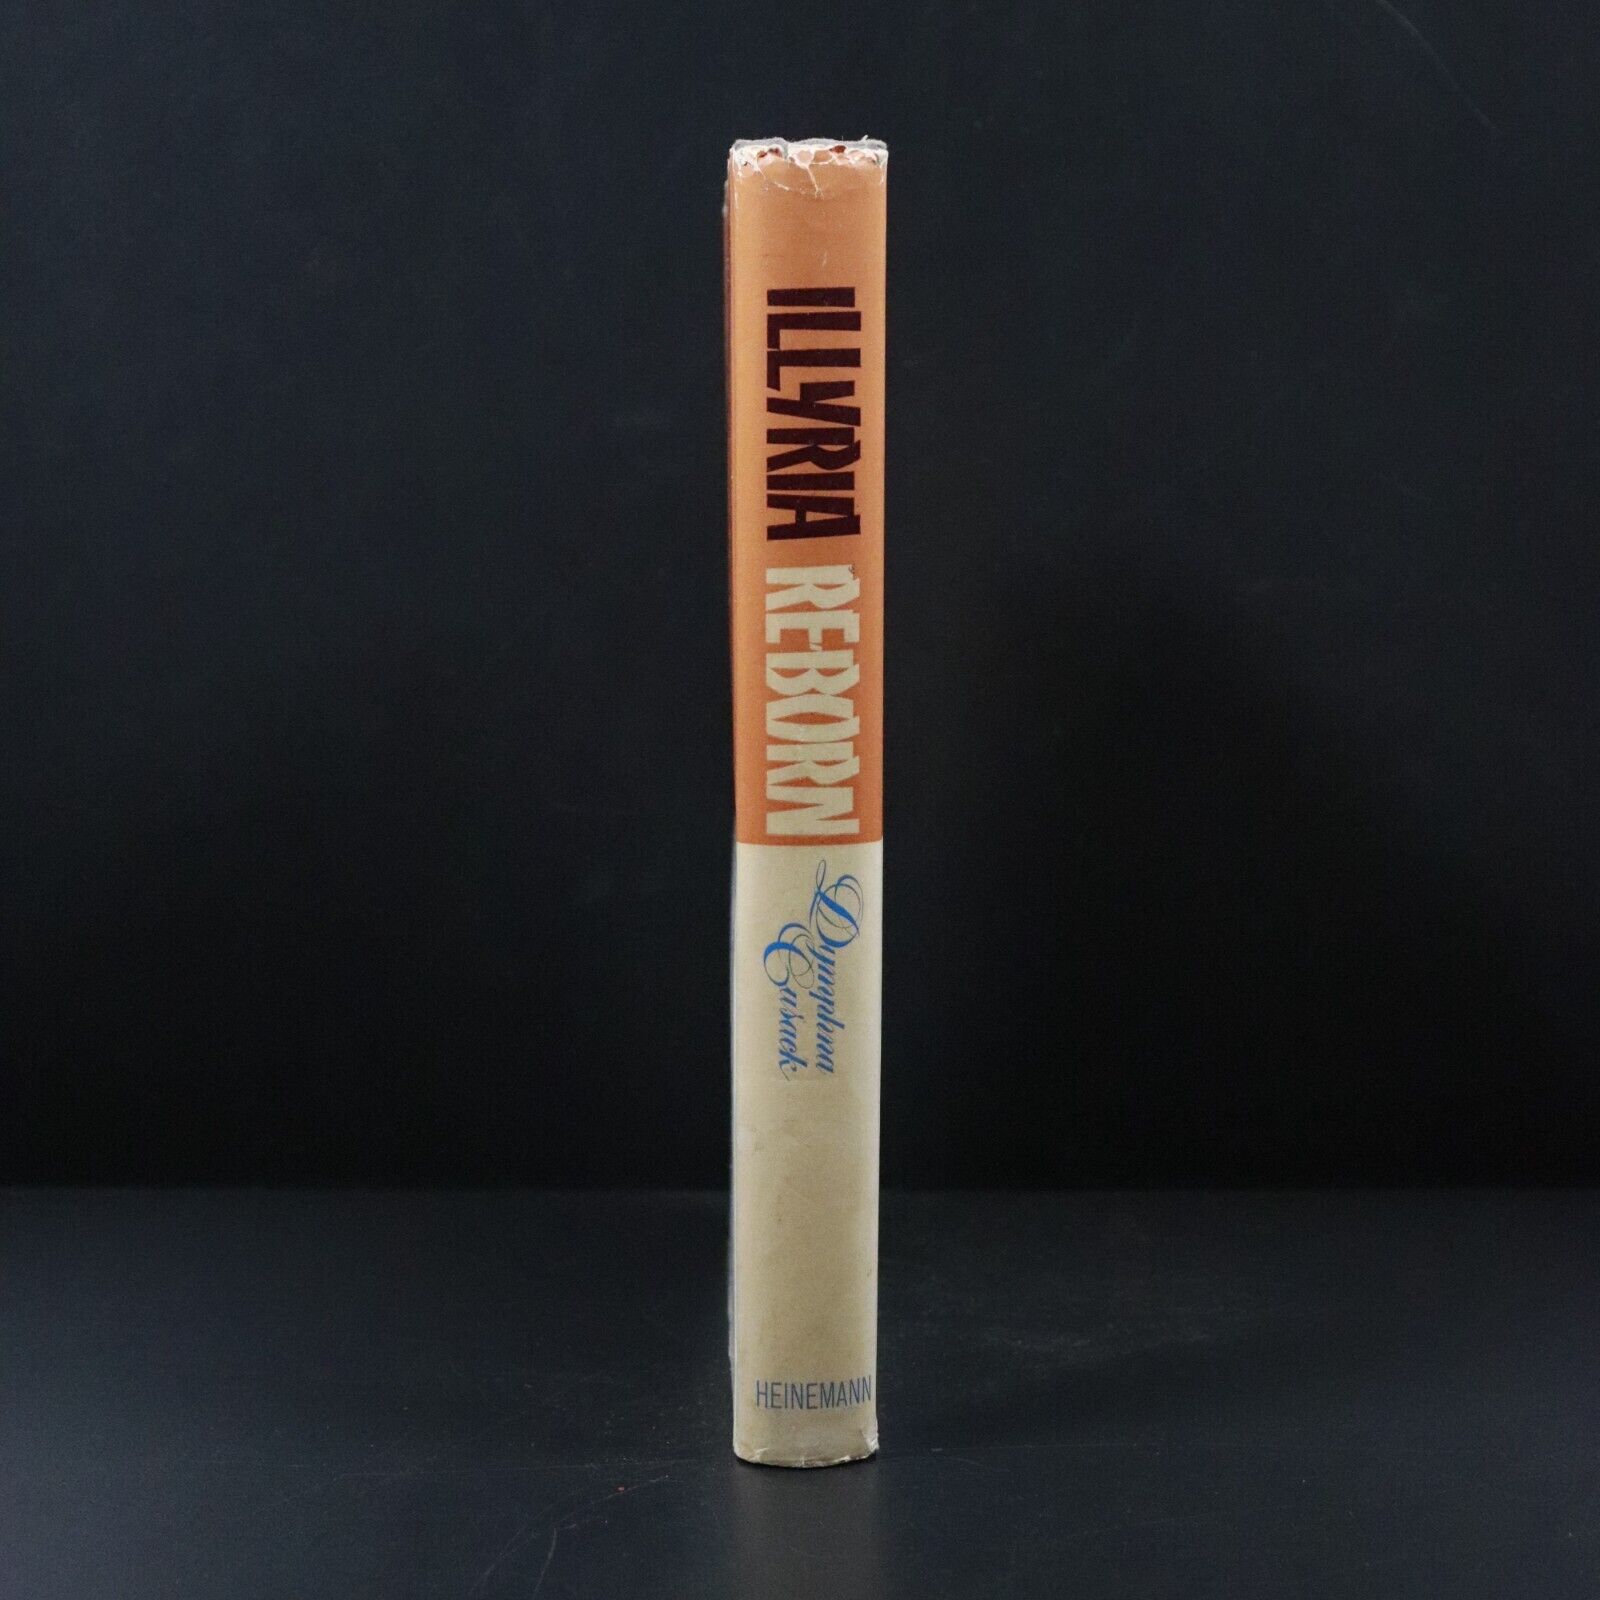 ILLYRIA REBORN
Dymphna
Cusack
HEINEMANN